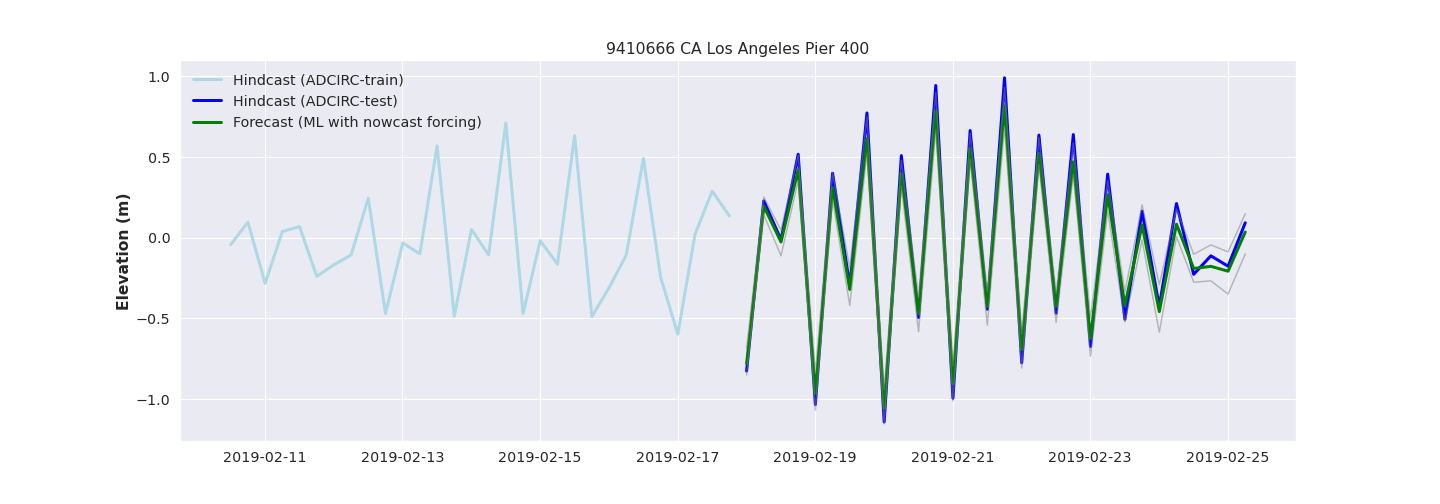 9410666 CA Los Angeles Pier 400
Hindcast (ADCIRC-train)
Hindcast (ADCIRC-test)
Forecast (ML with nowcast forcing)
Elevation (m)
1.0
0.5
0.0
−0.5
−1.0
2019-02-11 2019-02-13 2019-02-15 2019-02-17 2019-02-19 2019-02-21 2019-02-23 2019-02-25